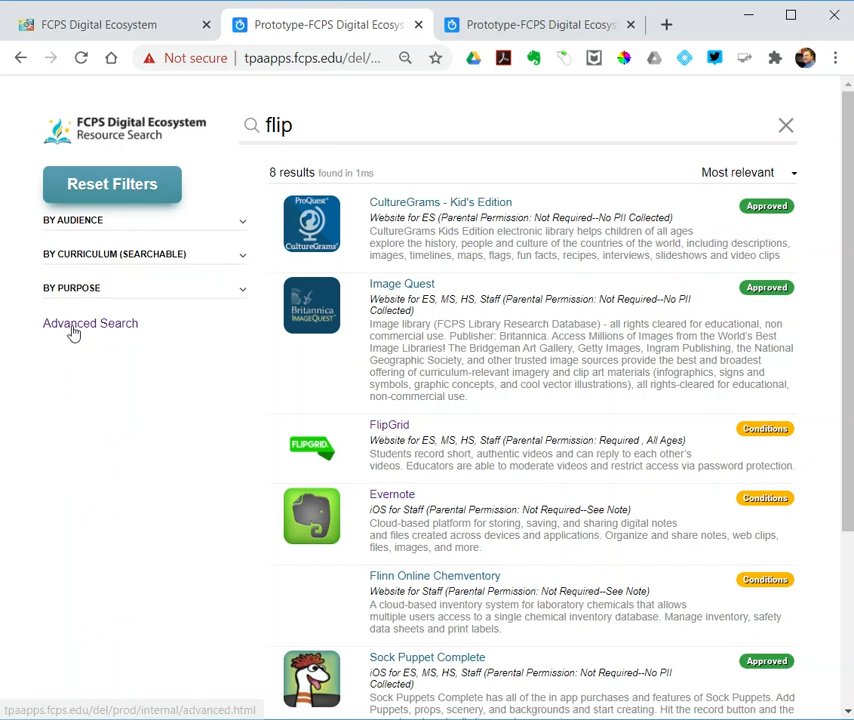 FCPS Digital Ecosystem
Prototype-FCPS Digital Ecosys
Prototype-FCPS Digital Ecosys
Not secure
tpaapps.fcps.edu/del/...
FCPS Digital Ecosystem
Resource Search
flip
Reset Filters
8 results found in 1ms
Most relevant
BY AUDIENCE
BY CURRICULUM (SEARCHABLE)
BY PURPOSE
Advanced Search
ProQuest
CultureGrams
CultureGrams - Kid's Edition
Approved
Website for ES (Parental Permission: Not Required--No PII Collected)
CultureGrams Kids Edition electronic library helps children of all ages
explore the history, people and culture of the countries of the world, including descriptions,
images, timelines, maps, flags, fun facts, recipes, interviews, slideshows and video clips
Britannica
IMAGEQUEST
Image Quest
Approved
Website for ES, MS, HS, Staff (Parental Permission: Not Required--No PII
Collected)
Image library (FCPS Library Research Database) - all rights cleared for educational, non
commercial use. Publisher: Britannica. Access Millions of Images from the World's Best
Image Libraries! The Bridgeman Art Gallery, Getty Images, Ingram Publishing, the National
Geographic Society, and other trusted image sources provide the best and broadest
offering of curriculum-relevant imagery and clip art materials (infographics, signs and
symbols, graphic concepts, and cool vector illustrations), all rights-cleared for educational,
non-commercial use.
FLIPGRID
FlipGrid
Conditions
Website for ES, MS, HS, Staff (Parental Permission: Required , All Ages)
Students record short, authentic videos and can reply to each other's
videos. Educators are able to moderate videos and restrict access via password protection.
Evernote
Conditions
iOS for Staff (Parental Permission: Not Required--See Note)
Cloud-based platform for storing, saving, and sharing digital notes
and files created across devices and applications. Organize and share notes, web clips,
files, images, and more.
Flinn Online Chemventory
Conditions
Website for Staff (Parental Permission: Not Required--See Note)
A cloud-based inventory system for laboratory chemicals that allows
multiple users access to a single chemical inventory database. Manage inventory, safety
data sheets and print labels.
Sock Puppet Complete
Approved
iOS for ES, MS, HS, Staff (Parental Permission: Not Required--No PII
Collected)
Sock Puppets Complete has all of the in app purchases and features of Sock Puppets. Add
Puppets, props, scenery, and backgrounds and start creating. Hit the record button and the
tpaapps.fcps.edu/del/prod/internal/advanced.html